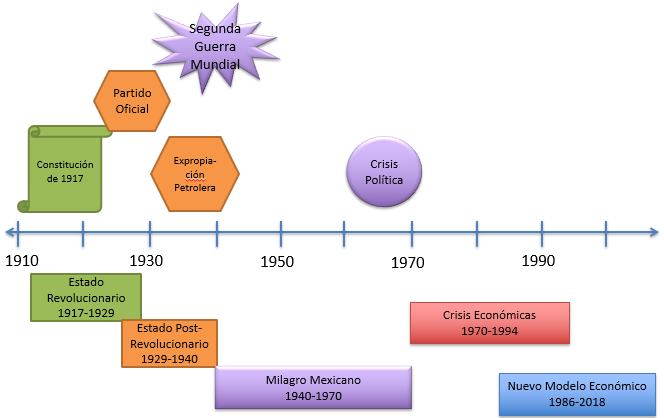 Segunda
Guerra
Mundial
Partido
Oficial
Constitución
de 1917
Expropia-
ción
Petrolera
Crisis
Política
1910
1930
1950
1970
1990
Estado
Revolucionario
1917-1929
Estado Post-
Revolucionario
1929-1940
Milagro Mexicano
1940-1970
Crisis Económicas
1970-1994
Nuevo Modelo Económico
1986-2018